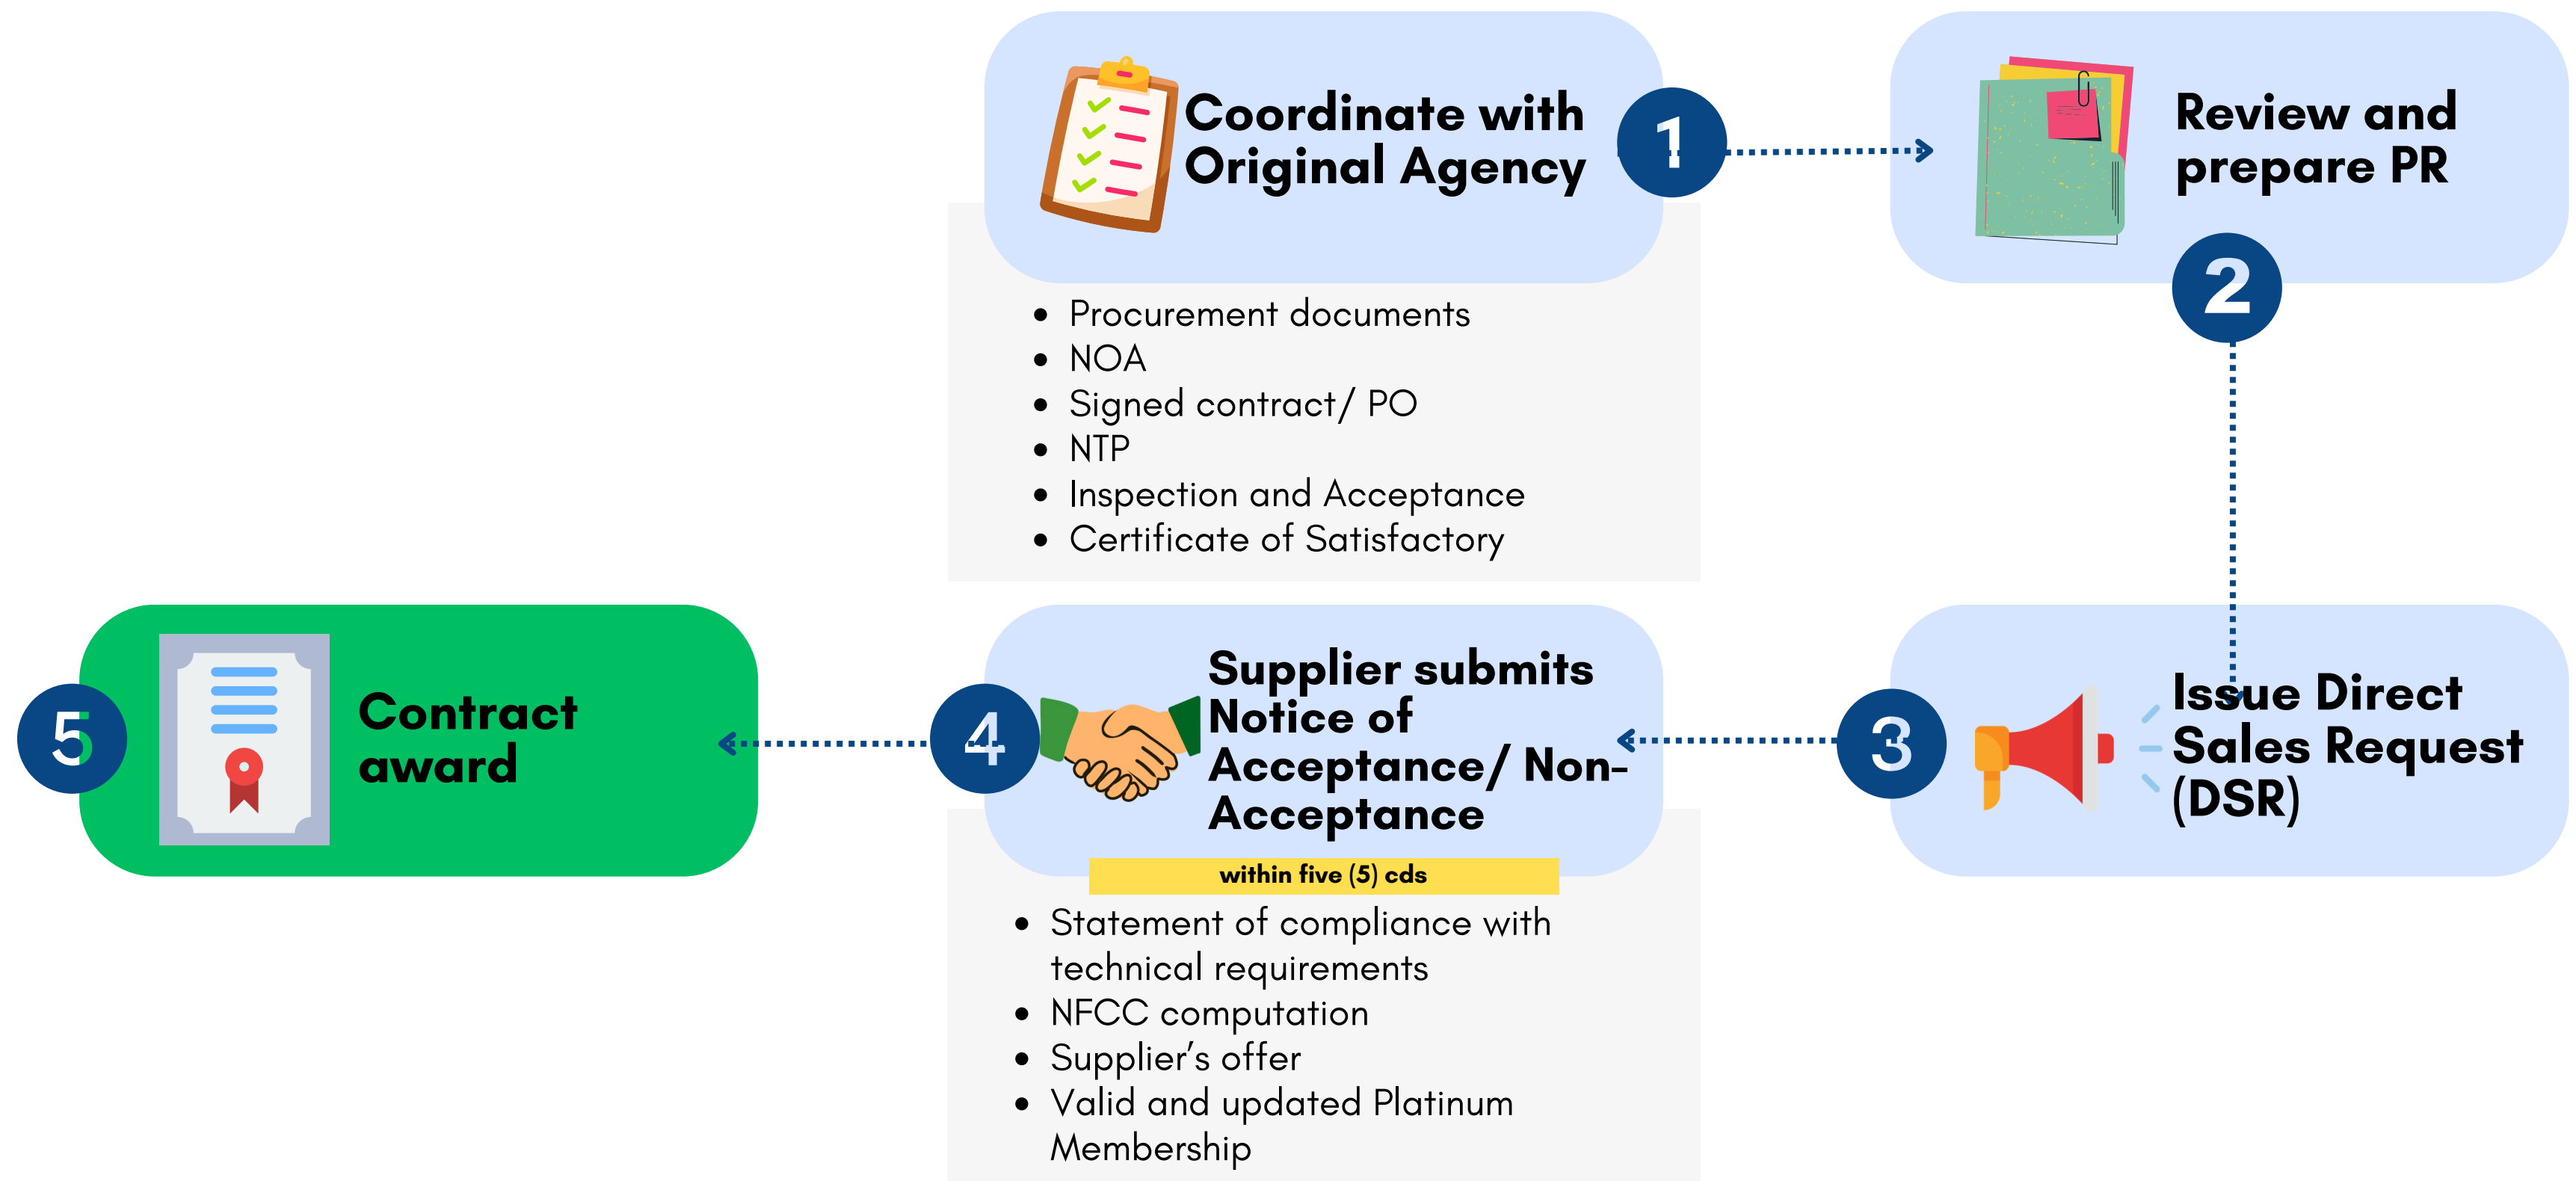 Coordinate with
Original Agency
1
• Procurement documents
• NOA
• Signed contract/ PO
• NTP
• Inspection and Acceptance
• Certificate of Satisfactory
Review and
prepare PR
2
Issue Direct
Sales Request
(DSR)
3
Supplier submits
Notice of
Acceptance/ Non-
Acceptance
4
within five (5) cds
• Statement of compliance with
technical requirements
• NFCC computation
• Supplier’s offer
• Valid and updated Platinum
Membership
Contract
award
5